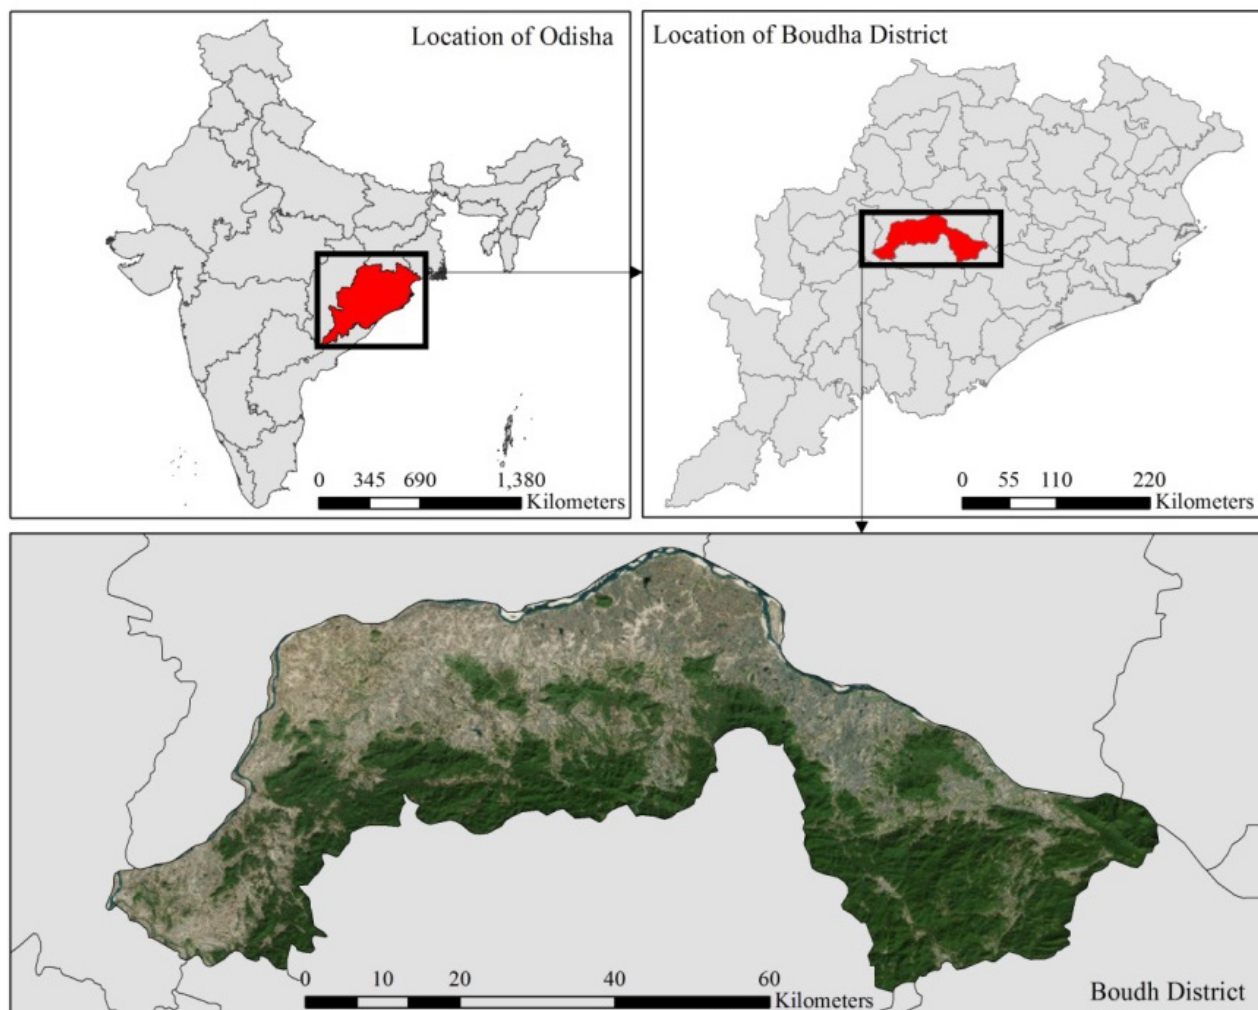 Location of Odisha
0 345 690 1,380
Kilometers
Location of Boudha District
0 55 110 220
Kilometers
0 10 20 40 60
Kilometers
Boudh District